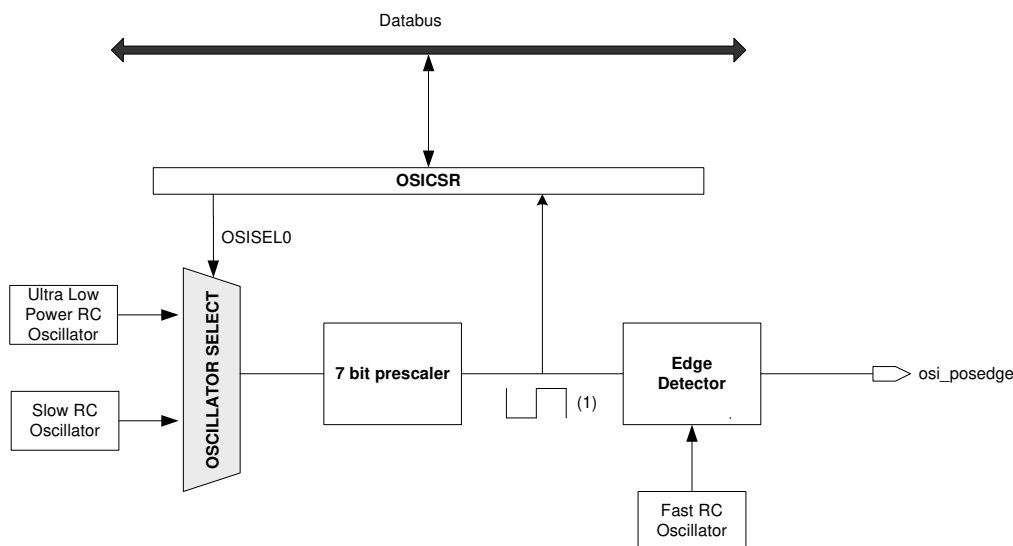 Databus
OSICSR
OSISEL0
Ultra Low
Power RC
Oscillator
OSCILLATOR SELECT
Slow RC
Oscillator
7 bit prescaler
(1)
Edge
Detector
osi_posedge
Fast RC
Oscillator